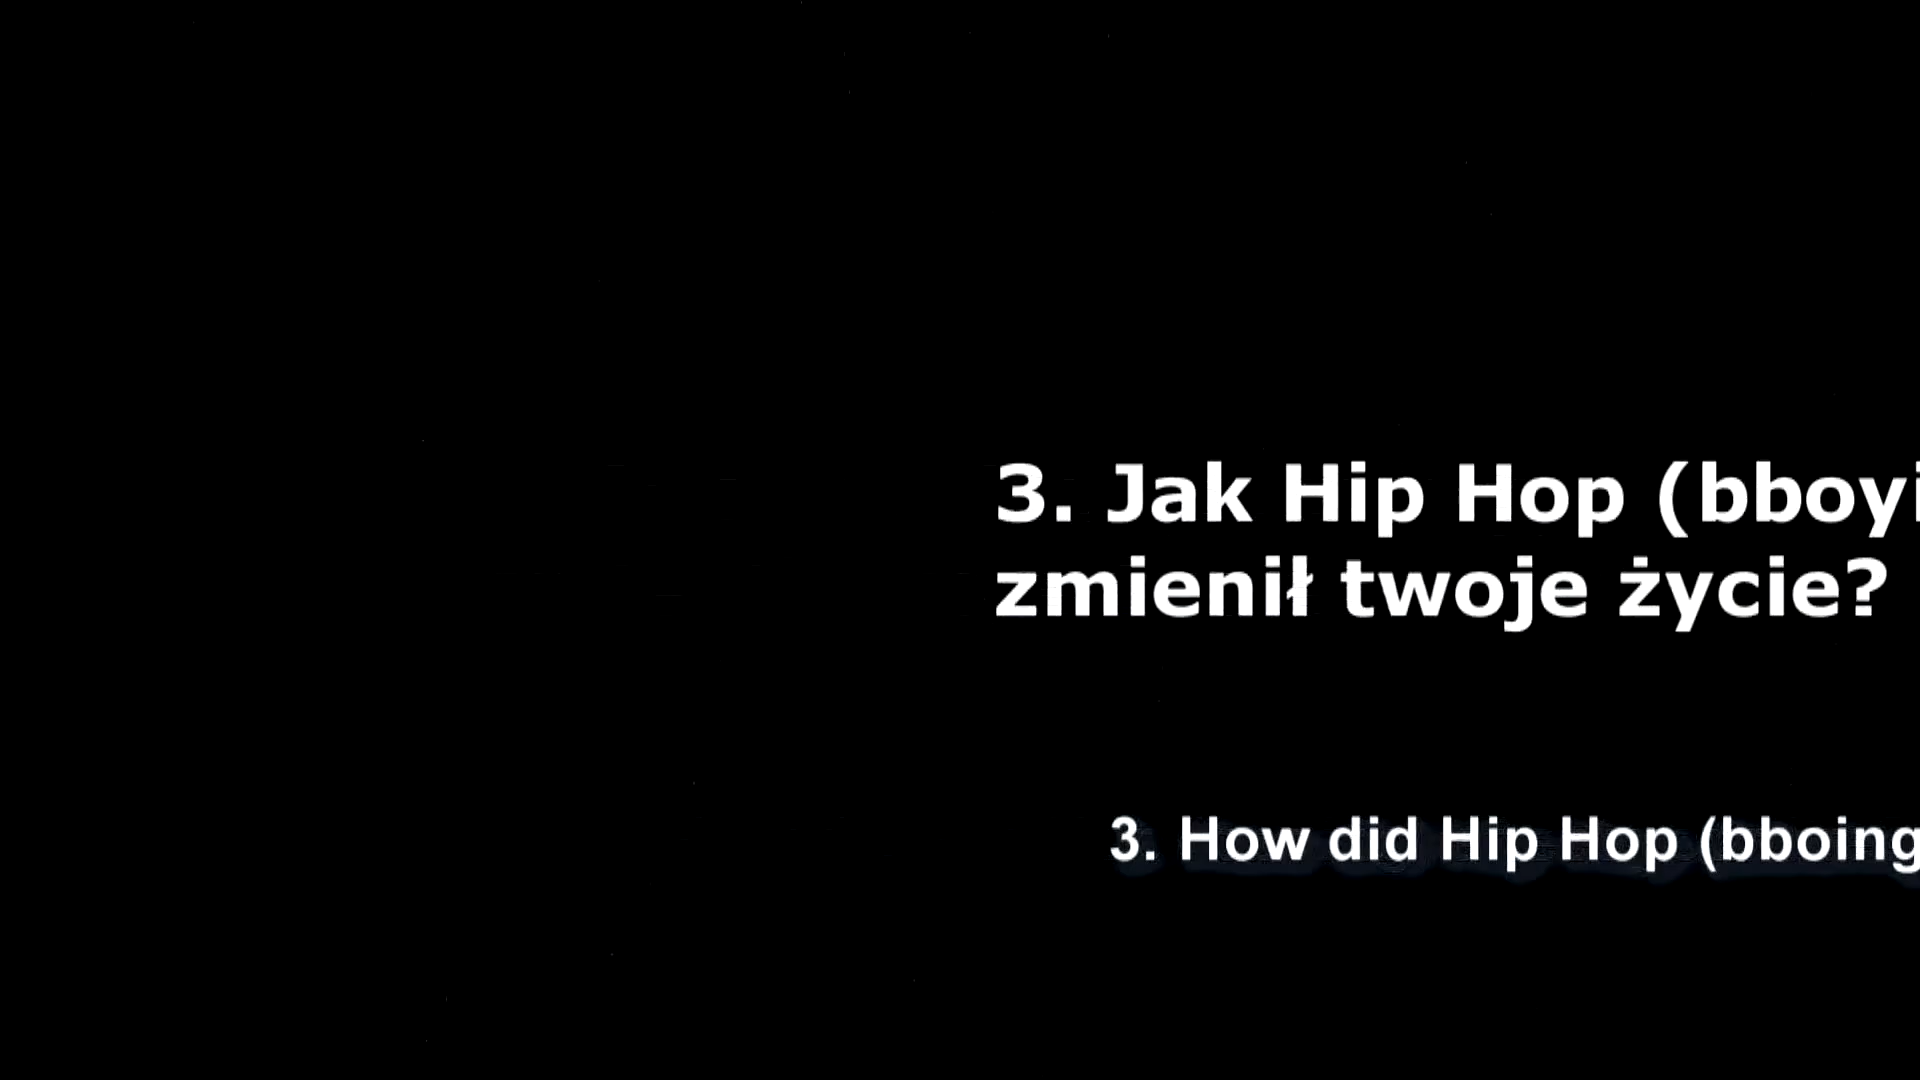 3. Jak Hip Hop (bboyi
zmienił twoje życie?
3. How did Hip Hop (bboing